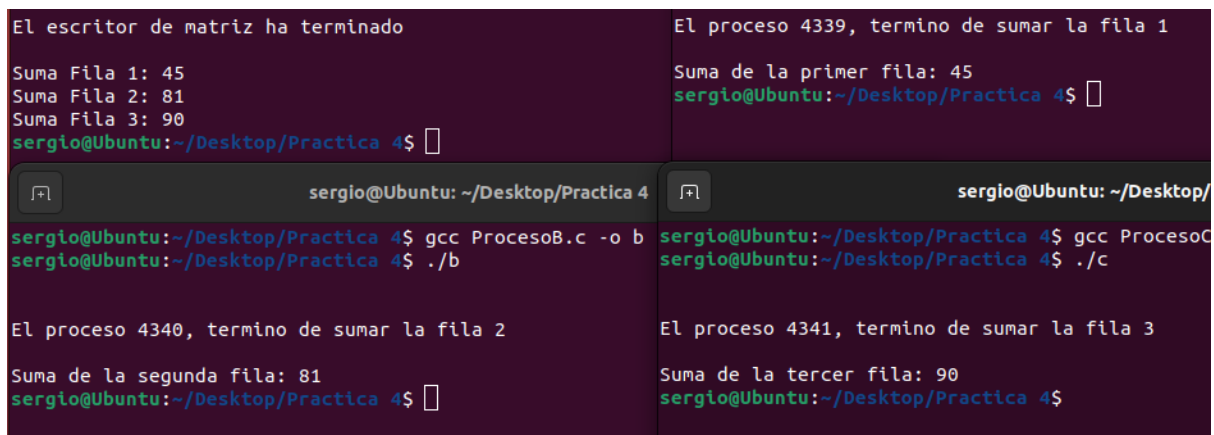 El escritor de matriz ha terminado
Suma Fila 1: 45
Suma Fila 2: 81
Suma Fila 3: 90
sergio@Ubuntu:~/Desktop/Practica 4$
El proceso 4339, termino de sumar la fila 1
Suma de la primer fila: 45
sergio@Ubuntu:~/Desktop/Practica 4$
sergio@Ubuntu: ~/Desktop/Practica 4
sergio@Ubuntu:~/Desktop/Practica 4$ gcc ProcesoB.c -o b
sergio@Ubuntu:~/Desktop/Practica 4$ ./b
El proceso 4340, termino de sumar la fila 2
Suma de la segunda fila: 81
sergio@Ubuntu:~/Desktop/Practica 4$
sergio@Ubuntu: ~/Desktop/
sergio@Ubuntu:~/Desktop/Practica 4$ gcc ProcesoC
sergio@Ubuntu:~/Desktop/Practica 4$ ./c
El proceso 4341, termino de sumar la fila 3
Suma de la tercer fila: 90
sergio@Ubuntu:~/Desktop/Practica 4$